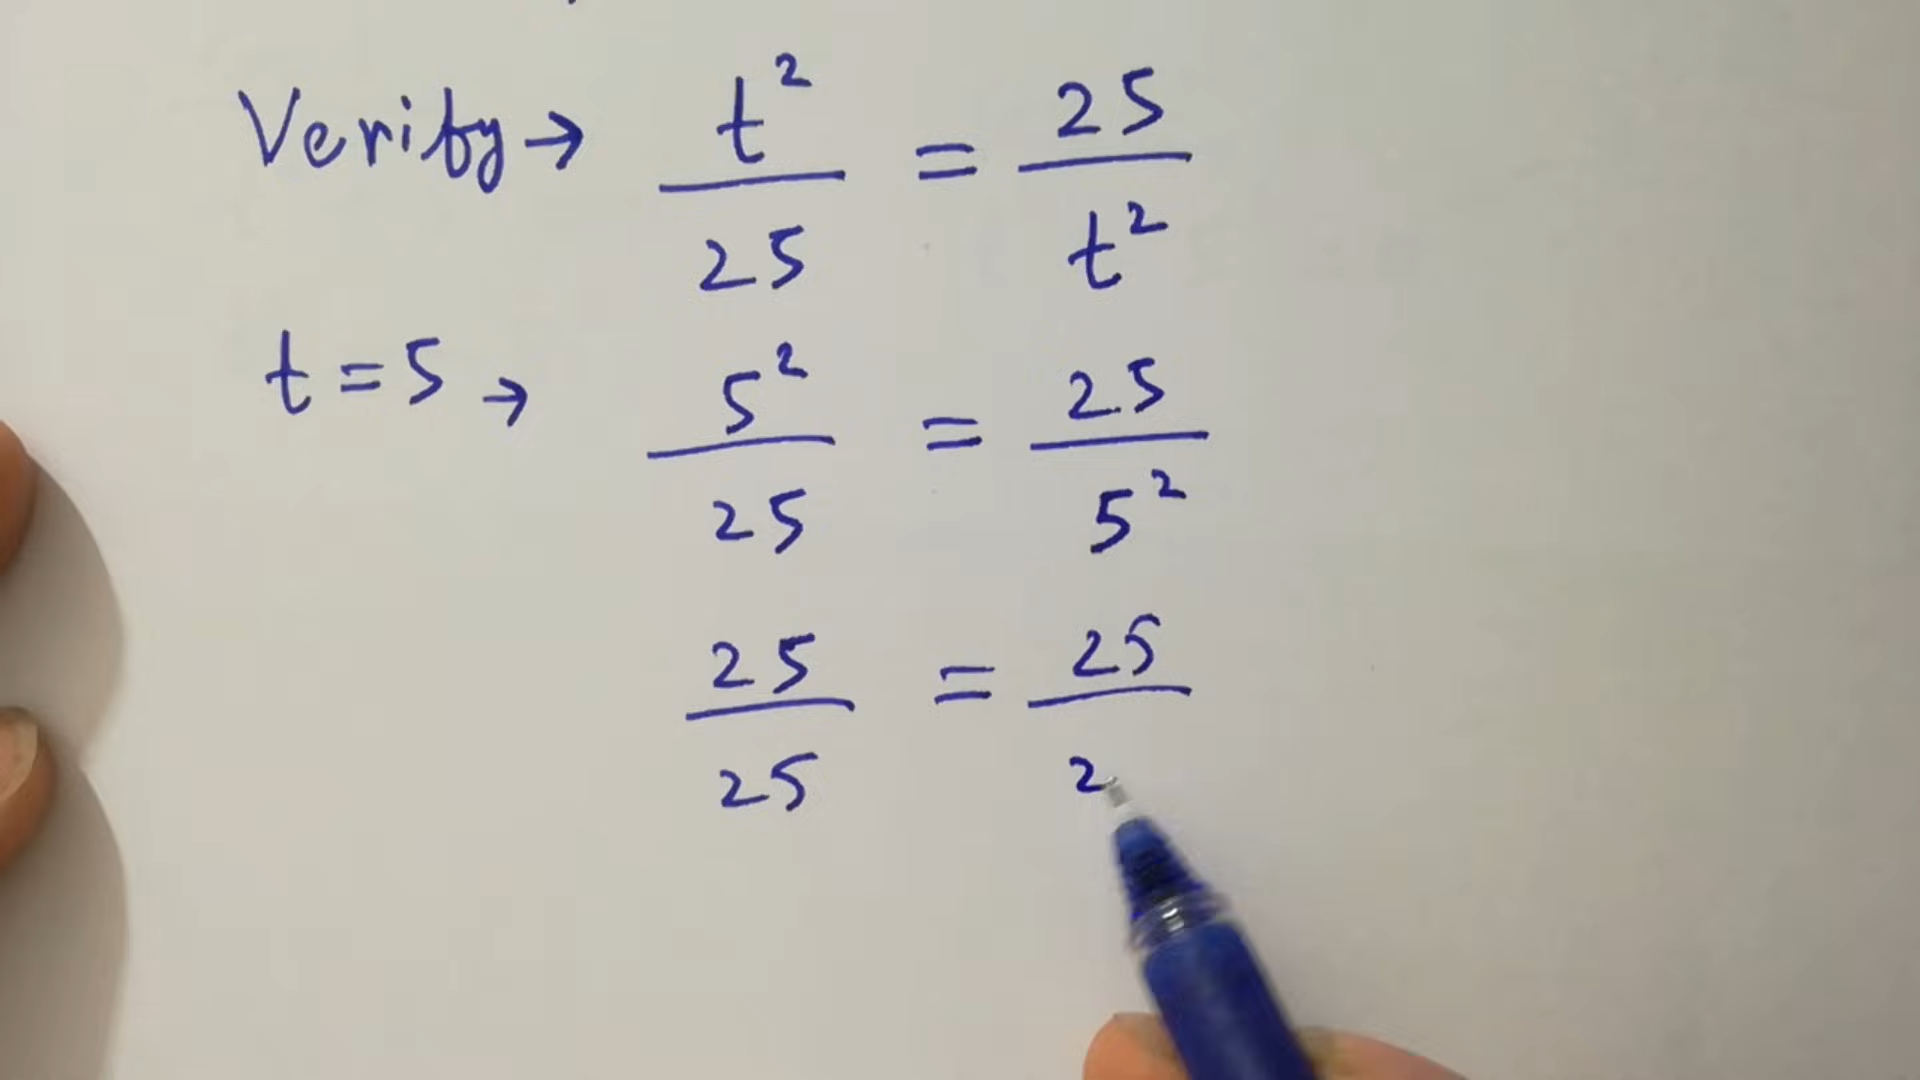 Verify → t² / 25 = 25 / t²
t = 5 → 5² / 25 = 25 / 5²
25 / 25 = 25 / 2